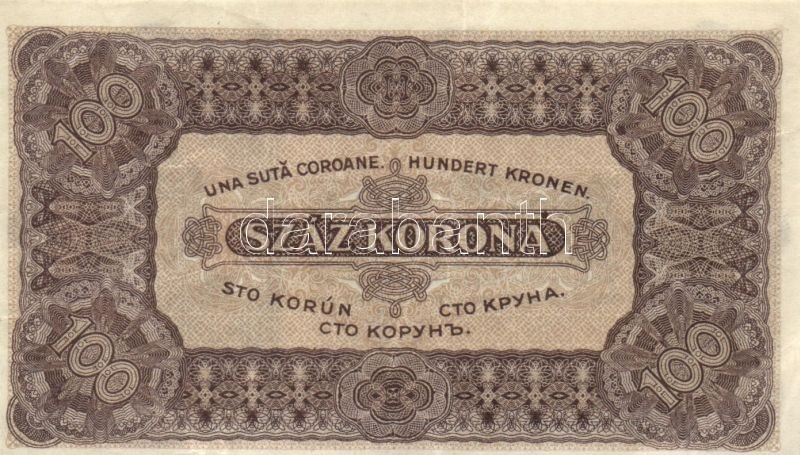 100 100
UNA SUTĂ COROANE. HUNDERT KRONEN.
SZÁZ KORONA
darabanth
STO KORÚN СТО КРУНА.
СТО КОРУНЪ.
100 100